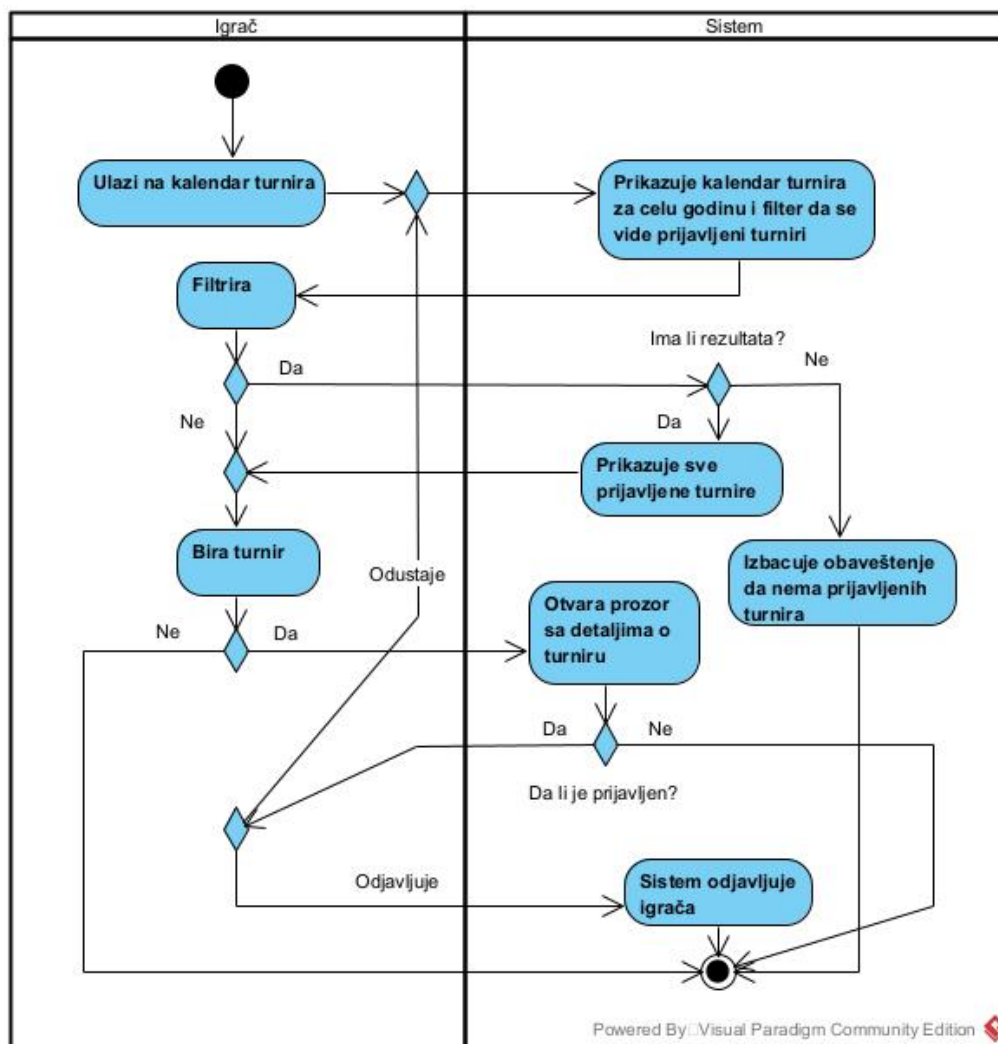 Igrač
Sistem
Ulazi na kalendar turnira
Prikazuje kalendar turnira
za celu godinu i filter da se
vide prijavljeni turniri
Filtrira
Ima li rezultata?
Da
Ne
Ne
Da
Prikazuje sve
prijavljene turnire
Bira turnir
Odustaje
Izbacuje obaveštenje
da nema prijavljenih
turnira
Otvara prozor
sa detaljima o
turniru
Ne
Da
Da
Ne
Da li je prijavljen?
Odjavljuje
Sistem odjavljuje
igrača
Powered By Visual Paradigm Community Edition